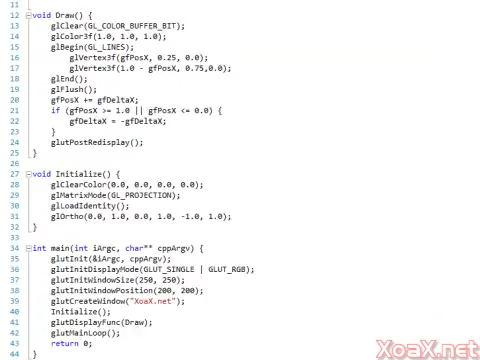 11
12 void Draw() {
13 glClear(GL_COLOR_BUFFER_BIT);
14 glColor3f(1.0, 1.0, 1.0);
15 glBegin(GL_LINES);
16 glVertex3f(gfPosX, 0.25, 0.0);
17 glVertex3f(1.0 - gfPosX, 0.75,0.0);
18 glEnd();
19 glFlush();
20 gfPosX += gfDeltaX;
21 if (gfPosX >= 1.0 || gfPosX <= 0.0) {
22 gfDeltaX = -gfDeltaX;
23 }
24 glutPostRedisplay();
25 }
26
27 void Initialize() {
28 glClearColor(0.0, 0.0, 0.0, 0.0);
29 glMatrixMode(GL_PROJECTION);
30 glLoadIdentity();
31 glOrtho(0.0, 1.0, 0.0, 1.0, -1.0, 1.0);
32 }
33
34 int main(int iArgc, char** cppArgv) {
35 glutInit(&iArgc, cppArgv);
36 glutInitDisplayMode(GLUT_SINGLE | GLUT_RGB);
37 glutInitWindowSize(250, 250);
38 glutInitWindowPosition(200, 200);
39 glutCreateWindow("XoaX.net");
40 Initialize();
41 glutDisplayFunc(Draw);
42 glutMainLoop();
43 return 0;
44 }
XoaX.net